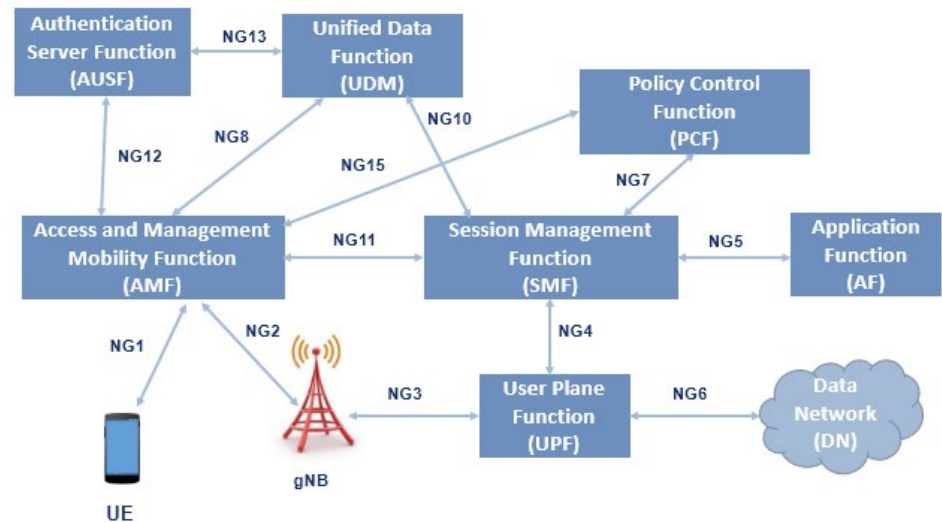 Authentication
Server Function
(AUSF)
NG13
Unified Data
Function
(UDM)
Policy Control
Function
(PCF)
NG12
NG8
NG10
NG15
NG7
Access and Management
Mobility Function
(AMF)
NG11
Session Management
Function
(SMF)
NG5
Application
Function
(AF)
NG1
NG2
NG4
NG3
User Plane
Function
(UPF)
NG6
Data
Network
(DN)
gNB
UE